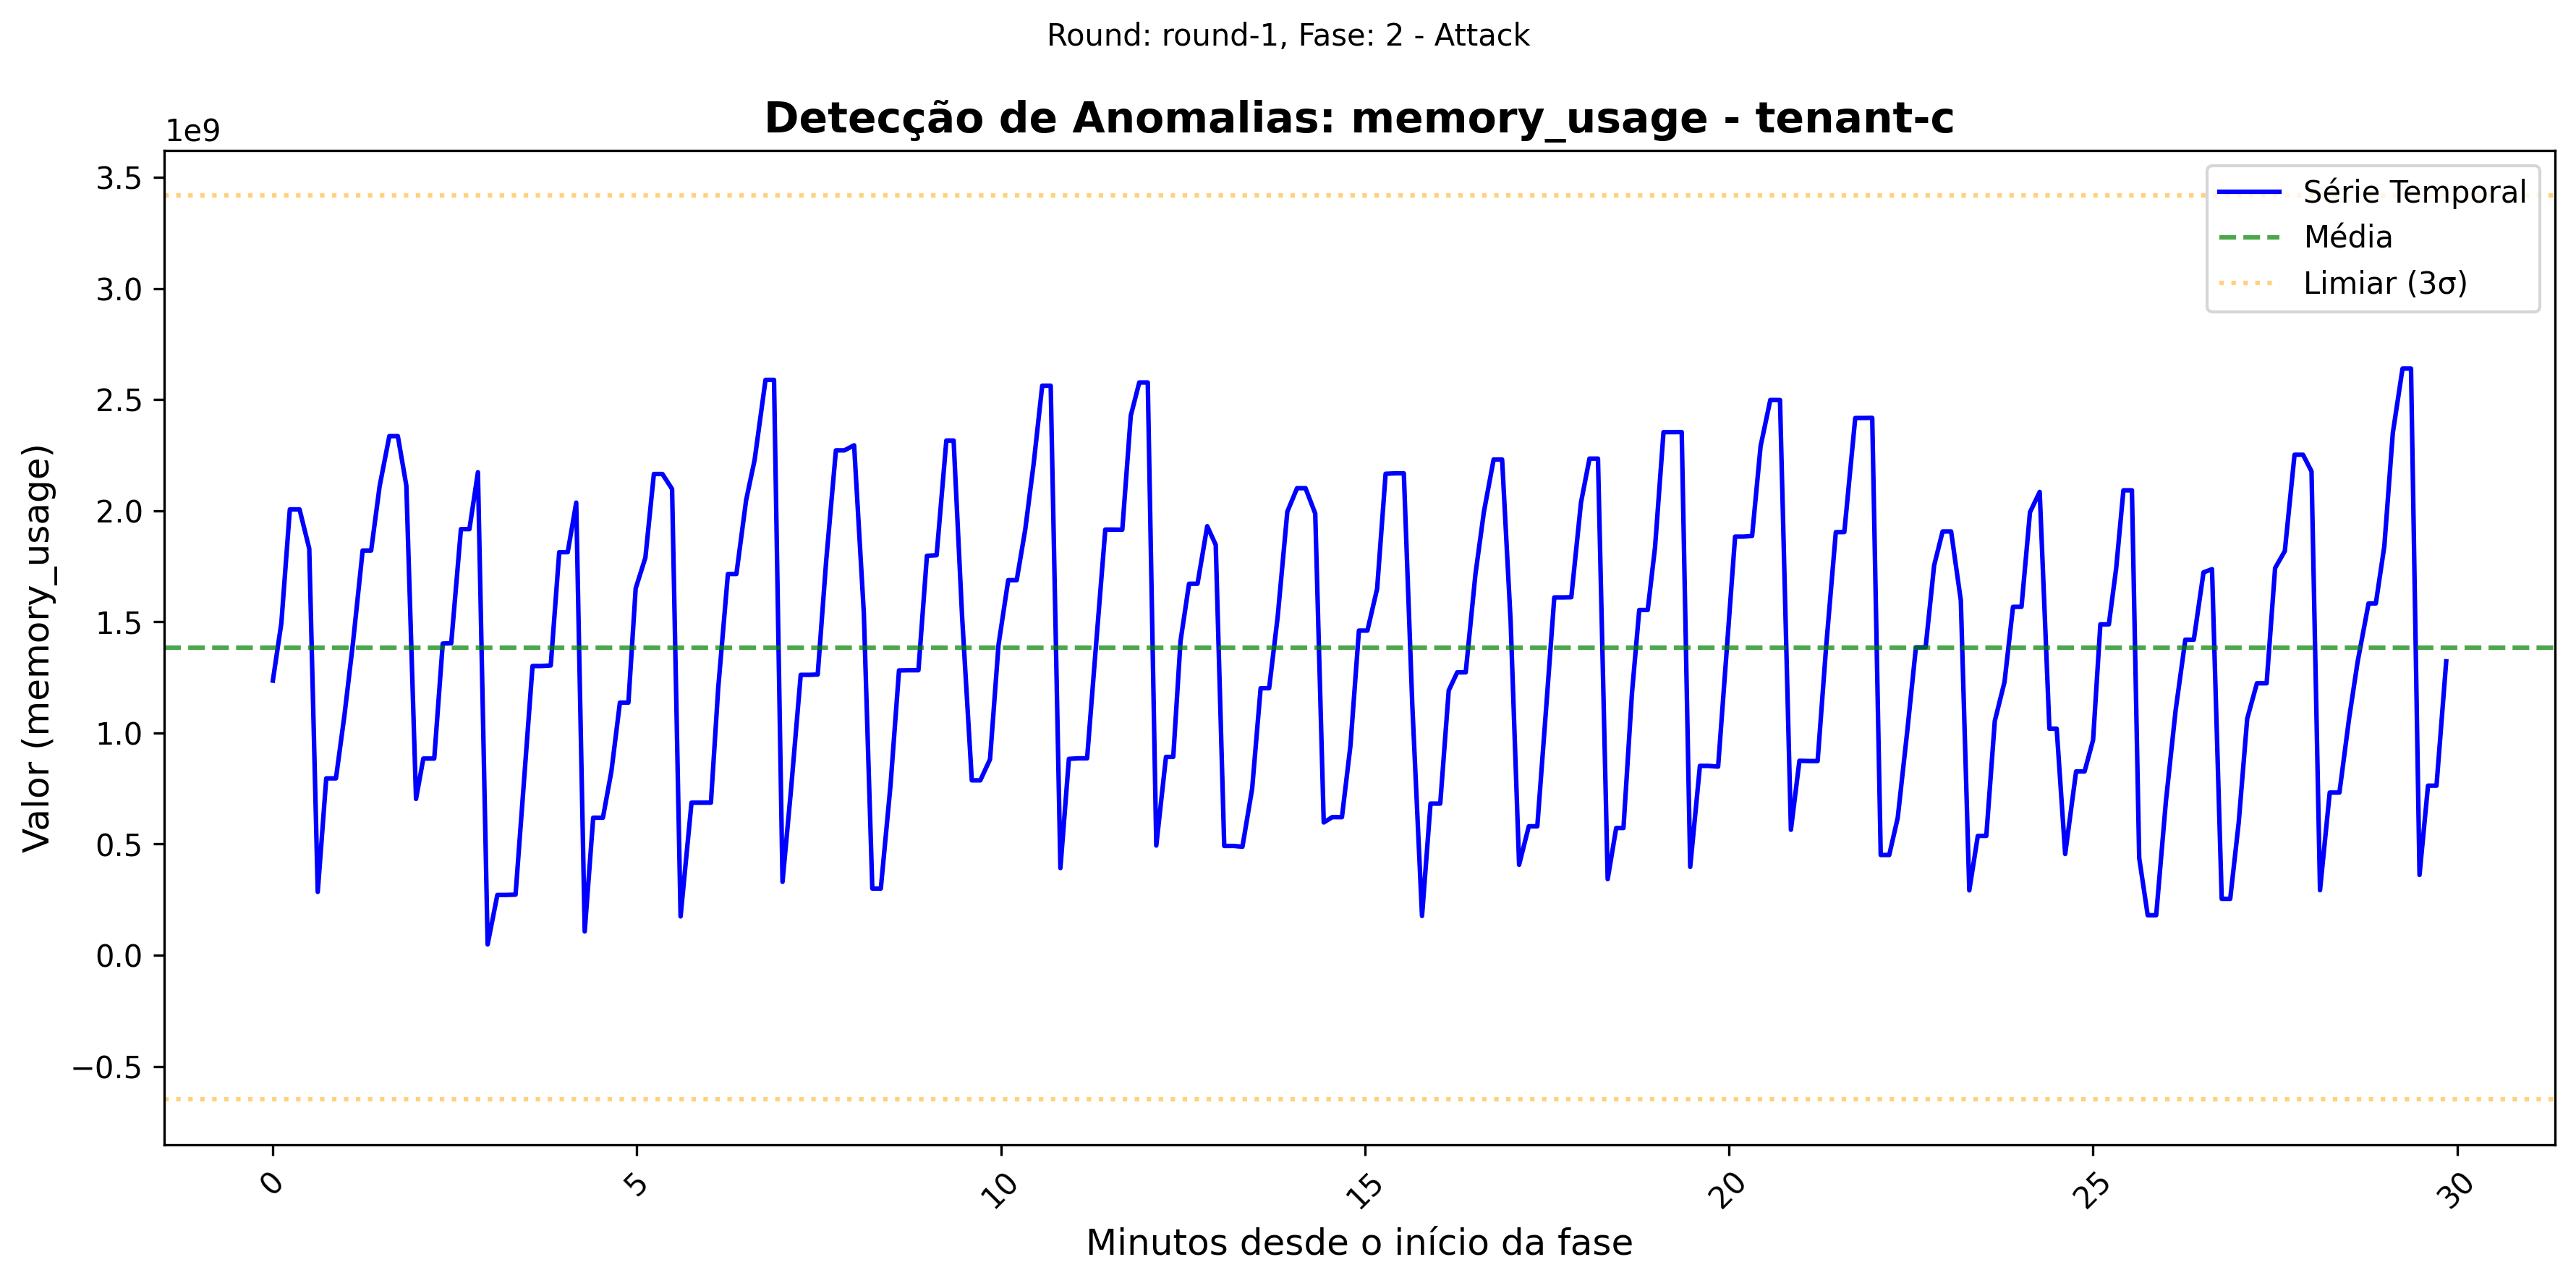 Round: round-1, Fase: 2 - Attack
Detecção de Anomalias: memory_usage - tenant-c
1e9
3.5
3.0
2.5
2.0
1.5
1.0
0.5
0.0
−0.5
Valor (memory_usage)
Série Temporal
Média
Limiar (3σ)
0
5
10
15
20
25
30
Minutos desde o início da fase